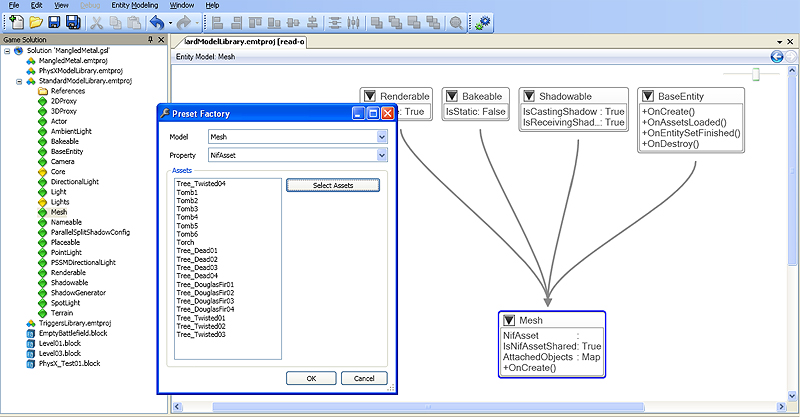 File Edit View Debug Entity Modeling Window Help
Game Solution
Solution 'MangledMetal.gsl'
MangledMetal.emtproj
PhysXModelLibrary.emtproj
StandardModelLibrary.emtproj
References
2DProxy
3DProxy
Actor
AmbientLight
Bakeable
BaseEntity
Camera
Core
DirectionalLight
Light
Lights
Mesh
Nameable
ParallelSplitShadowConfig
Placeable
PointLight
PSSMDirectionalLight
Renderable
Shadowable
ShadowGenerator
SpotLight
Terrain
TriggersLibrary.emtproj
EmptyBattlefield.block
Level01.block
Level03.block
PhysX_Test01.block
lardModelLibrary.emtproj [read-o
Entity Model: Mesh
Renderable
: True
Bakeable
IsStatic: False
Shadowable
IsCastingShadow : True
IsReceivingShad..: True
BaseEntity
+OnCreate()
+OnAssetsLoaded()
+OnEntitySetFinished()
+OnDestroy()
Preset Factory
Model Mesh
Property NifAsset
Assets
Select Assets
Tree_Twisted04
Tomb1
Tomb2
Tomb3
Tomb4
Tomb5
Tomb6
Torch
Tree_Dead01
Tree_Dead02
Tree_Dead03
Tree_Dead04
Tree_DouglasFir01
Tree_DouglasFir02
Tree_DouglasFir03
Tree_DouglasFir04
Tree_Twisted01
Tree_Twisted02
Tree_Twisted03
OK Cancel
Mesh
NifAsset :
IsNifAssetShared: True
AttachedObjects : Map
+OnCreate()